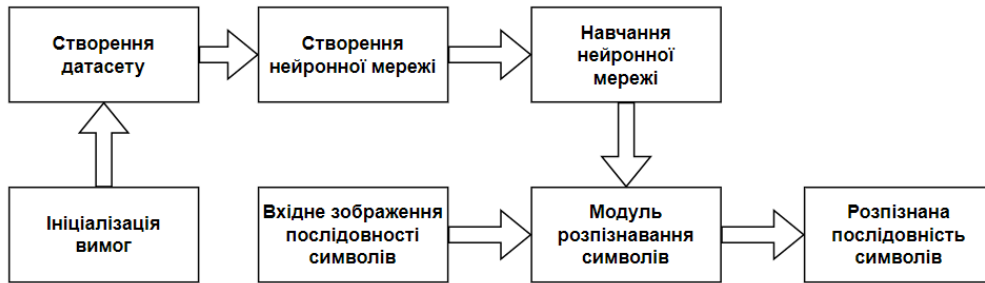 Створення
датасету
Створення
нейронної мережі
Навчання
нейронної
мережі
Ініціалізація
вимог
Вхідне зображення
послідовності
символів
Модуль
розпізнавання
символів
Розпізнана
послідовність
символів